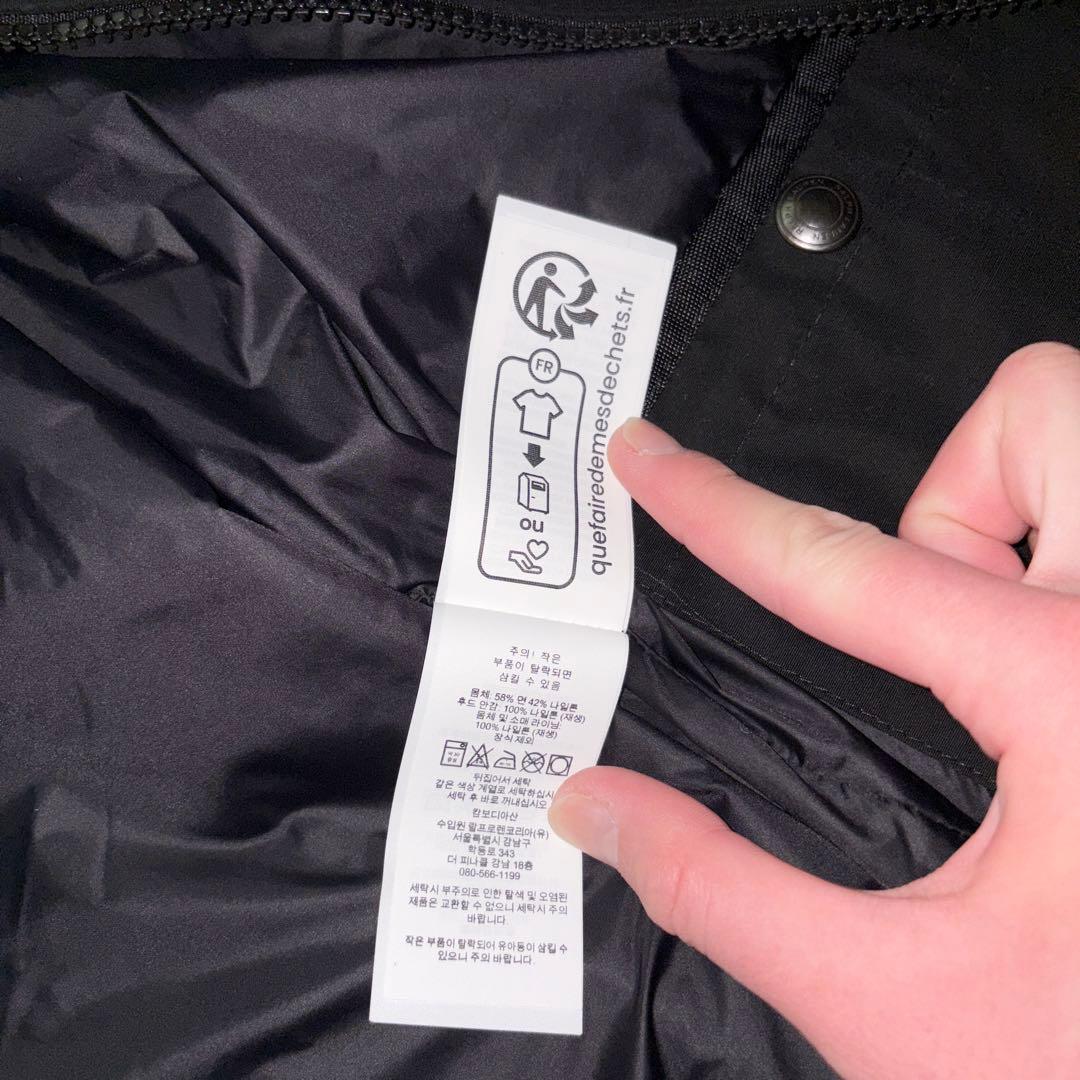 FR
OU
quefairedemesdechets.fr
주의! 작은
부품이 탈락되면
삼킬 수 있음
몸체: 58% 면 42% 나일론
후드 안감: 100% 나일론 (재생)
몸체 및 소매 라이닝:
100% 나일론 (재생)
장식 제외
뒤집어서 세탁
같은 색상 계열로 세탁하십시
세탁 후 바로 꺼내십시오
캄보디아산
수입원 랄프로렌코리아(유)
서울특별시 강남구
학동로 343
더 피나클 강남 18층
080-566-1199
세탁시 부주의로 인한 탈색 및 오염된
제품은 교환할 수 없으니 세탁시 주의
바랍니다.
작은 부품이 탈락되어 유아동이 삼킬 수
있으니 주의 바랍니다.